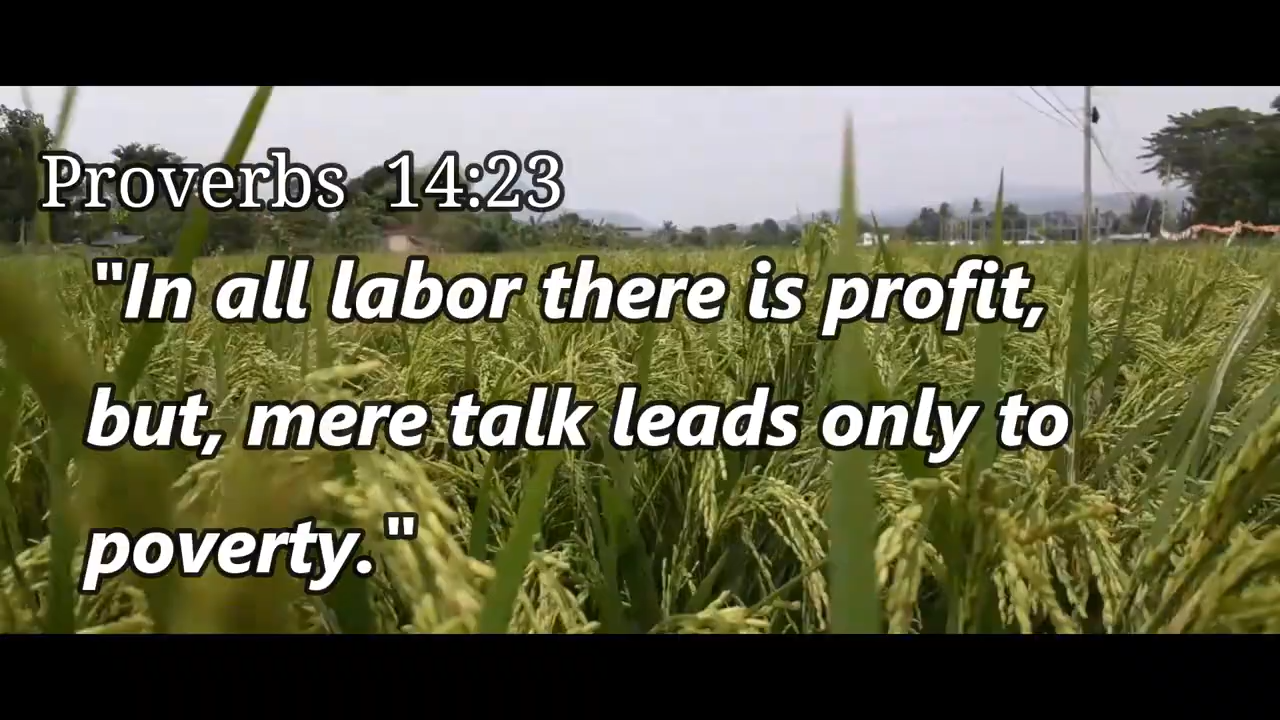 Proverbs 14:23
"In all labor there is profit,
but, mere talk leads only to
poverty."